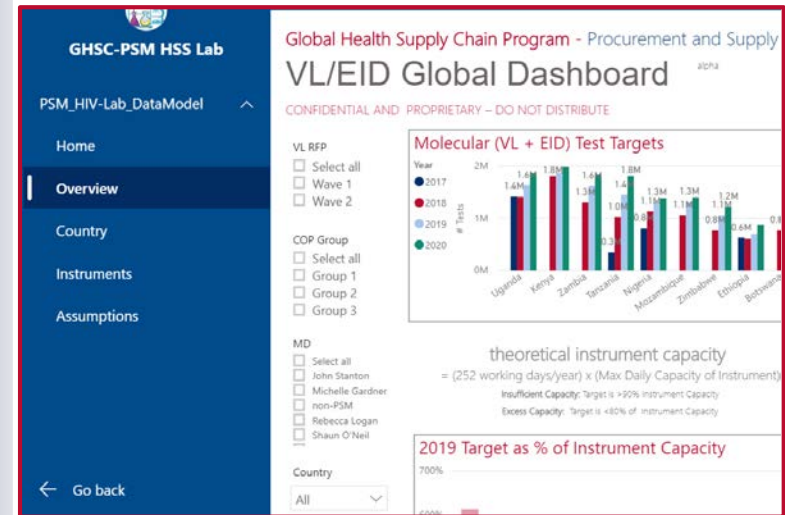 GHSC-PSM HSS Lab
PSM_HIV-Lab_DataModel
Home
Overview
Country
Instruments
Assumptions
Go back
Global Health Supply Chain Program - Procurement and Supply
VL/EID Global Dashboard
alpha
CONFIDENTIAL AND PROPRIETARY – DO NOT DISTRIBUTE
VL RFP
Select all
Wave 1
Wave 2
COP Group
Select all
Group 1
Group 2
Group 3
MD
Select all
John Stanton
Michelle Gardner
non-PSM
Rebecca Logan
Shaun O'Neil
Country
All
Molecular (VL + EID) Test Targets
Year
2017
2018
2019
2020
# Tests
2M
1M
0M
1.4M
1.6M
1.8M
1.3M
1.6M
0.3
1.0M
1.4
1.8M
0.8
1.1M
1.3M
1.1M
1.3M
0.8M
1.1M
1.2M
0.6M
0.8
Uganda
Kenya
Zambia
Tanzania
Nigeria
Mozambique
Zimbabwe
Ethiopia
Botswana
theoretical instrument capacity
= (252 working days/year) x (Max Daily Capacity of Instrument)
Insufficient Capacity: Target is >90% Instrument Capacity
Excess Capacity: Target is <80% of instrument Capacity
2019 Target as % of Instrument Capacity
700%
600%